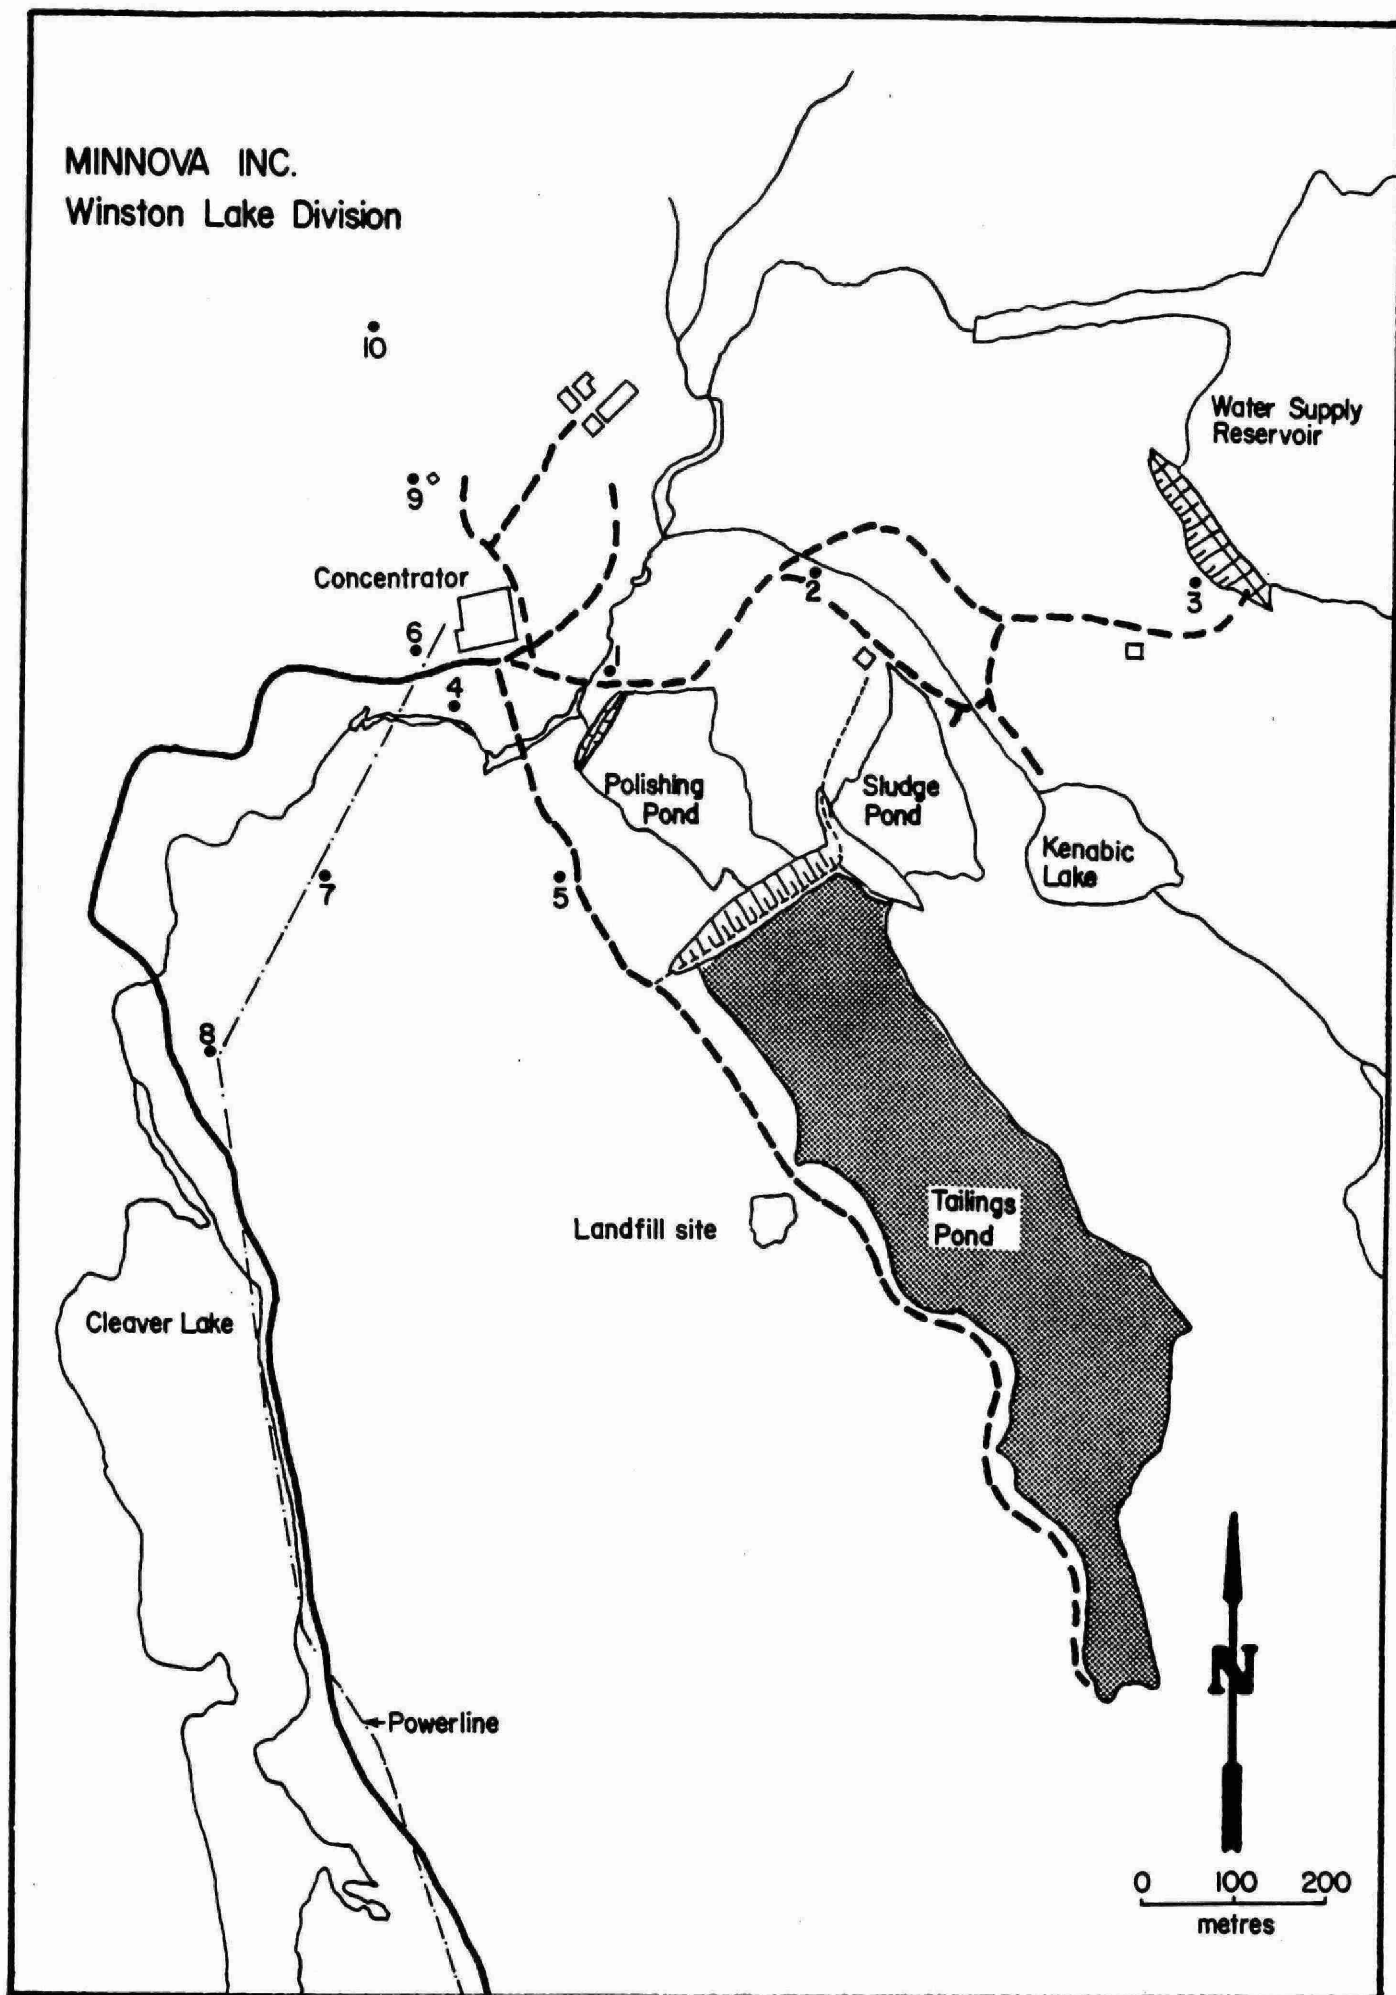 MINNOVA INC.
Winston Lake Division
10
Water Supply
Reservoir
9
Concentrator
2
3
6
1
4
Polishing
Pond
Sludge
Pond
Kenabic
Lake
7
5
8
Tailings
Pond
Landfill site
Cleaver Lake
N
Powerline
0 100 200
metres